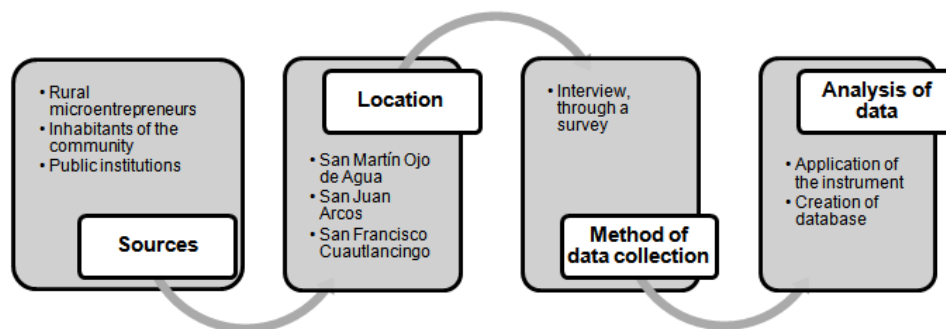 • Rural
microentrepreneurs
• Inhabitants of the
community
• Public institutions
Sources
Location
• San Martín Ojo
de Agua
• San Juan
Arcos
• San Francisco
Cuautlancingo
• Interview,
through a
survey
Method of
data collection
Analysis of
data
• Application of
the instrument
• Creation of
database